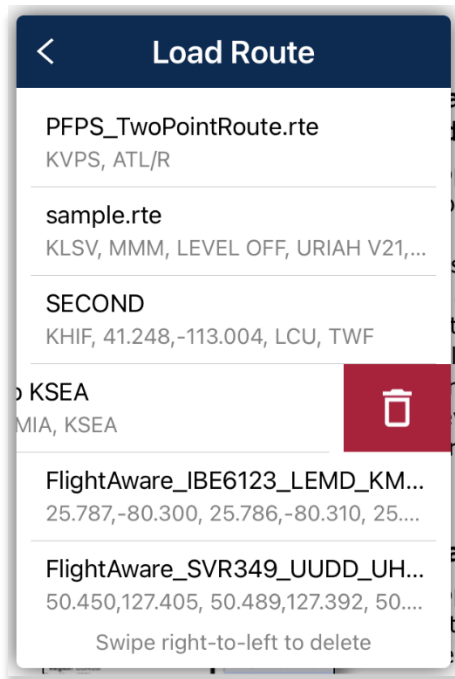 Load Route
PFPS_TwoPointRoute.rte
KVPS, ATL/R
sample.rte
KLSV, MMM, LEVEL OFF, URIAH V21,...
SECOND
KHIF, 41.248,-113.004, LCU, TWF
KSEA
MIA, KSEA
FlightAware_IBE6123_LEMD_KM...
25.787,-80.300, 25.786,-80.310, 25....
FlightAware_SVR349_UUDD_UH...
50.450,127.405, 50.489,127.392, 50....
Swipe right-to-left to delete